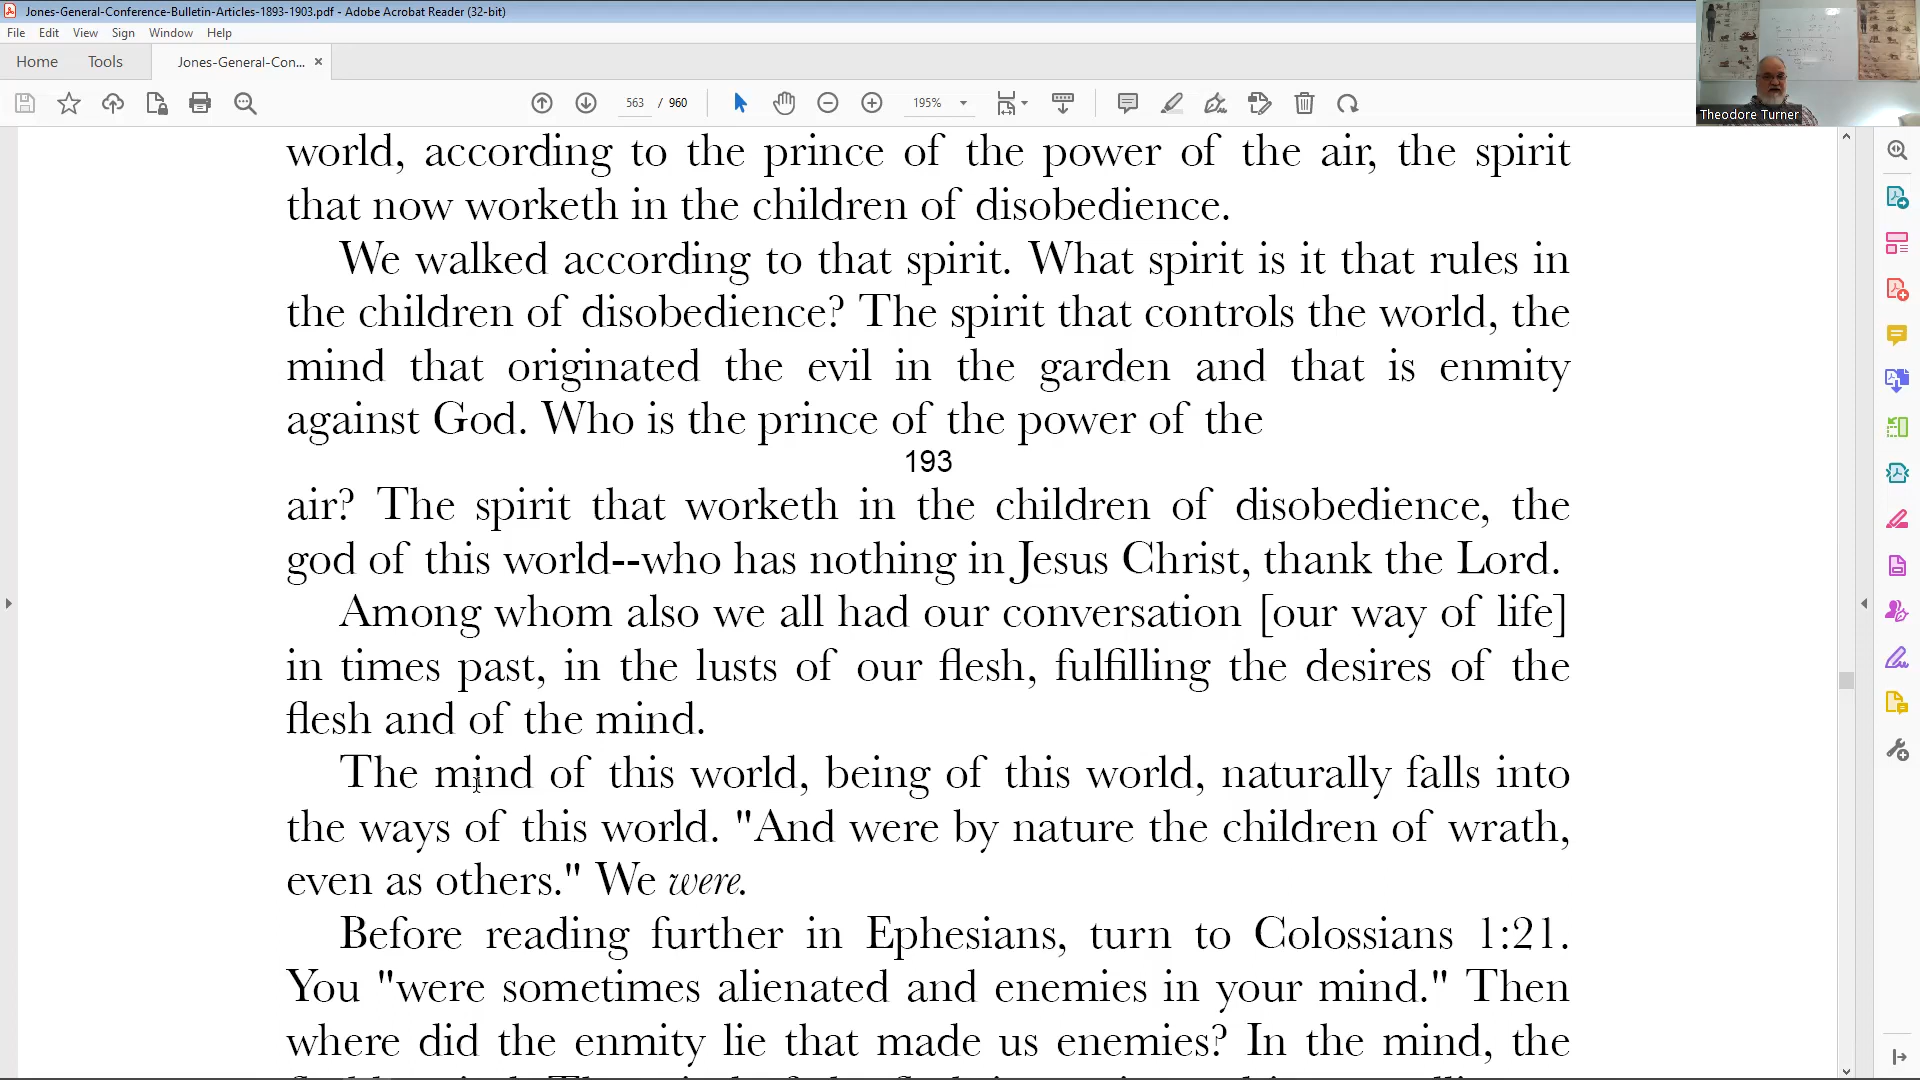 Jones-General-Conference-Bulletin-Articles-1893-1903.pdf - Adobe Acrobat Reader (32-bit)
File Edit View Sign Window Help
Home Tools Jones-General-Con... ×
563 / 960 195%
Theodore Turner
world, according to the prince of the power of the air, the spirit
that now worketh in the children of disobedience.
We walked according to that spirit. What spirit is it that rules in
the children of disobedience? The spirit that controls the world, the
mind that originated the evil in the garden and that is enmity
against God. Who is the prince of the power of the
193
air? The spirit that worketh in the children of disobedience, the
god of this world--who has nothing in Jesus Christ, thank the Lord.
Among whom also we all had our conversation [our way of life]
in times past, in the lusts of our flesh, fulfilling the desires of the
flesh and of the mind.
The mind of this world, being of this world, naturally falls into
the ways of this world. "And were by nature the children of wrath,
even as others." We were.
Before reading further in Ephesians, turn to Colossians 1:21.
You "were sometimes alienated and enemies in your mind." Then
where did the enmity lie that made us enemies? In the mind, the